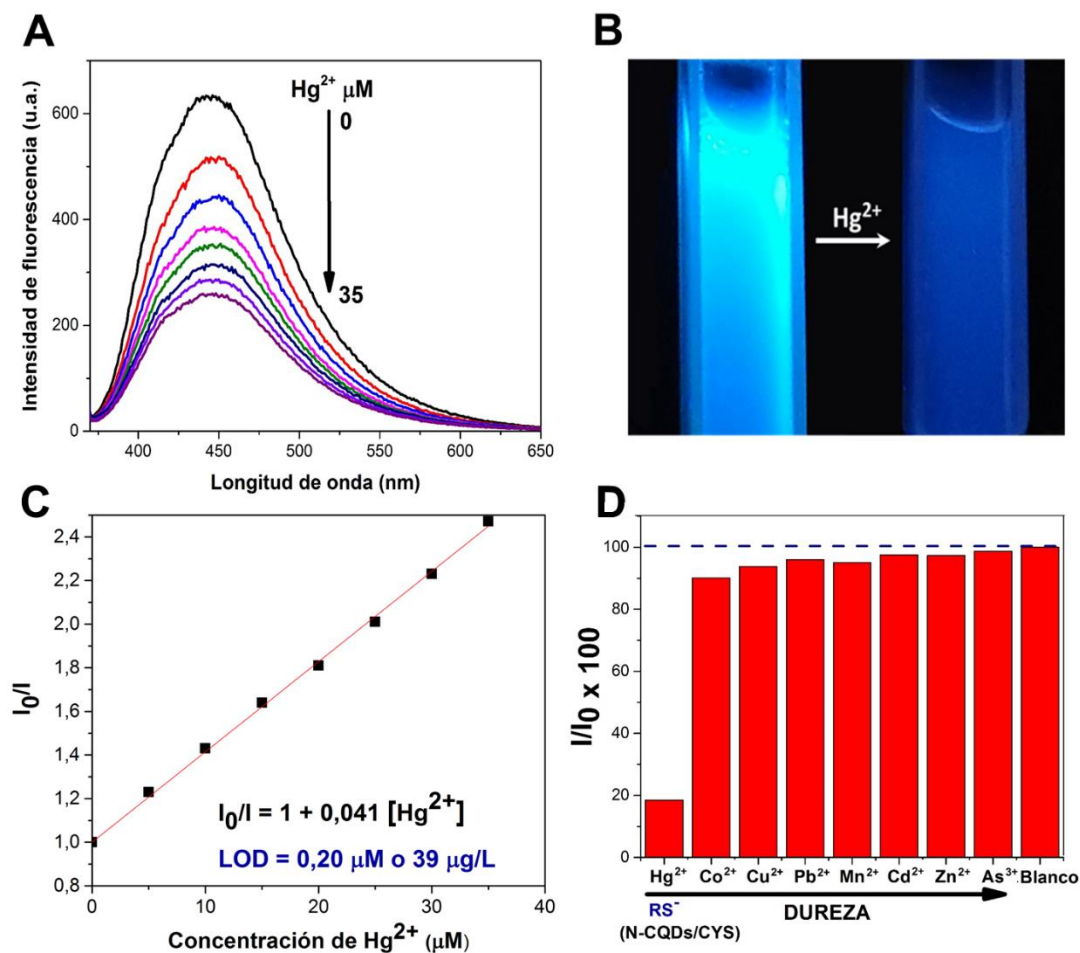 A
Hg²⁺ μM
0
35
600
400
200
0
Intensidad de fluorescencia (u.a.)
400
450
500
550
600
650
Longitud de onda (nm)
B
Hg²⁺
C
2,4
2,2
2,0
1,8
1,6
1,4
1,2
1,0
0,8
I₀/I
I₀/I = 1 + 0,041 [Hg²⁺]
LOD = 0,20 μM o 39 μg/L
0
10
20
30
40
Concentración de Hg²⁺ (μM)
D
100
80
60
40
20
0
I/I₀ x 100
Hg²⁺ Co²⁺ Cu²⁺ Pb²⁺ Mn²⁺ Cd²⁺ Zn²⁺ As³⁺ Blanco
RS⁻
DUREZA
(N-CQDs/CYS)